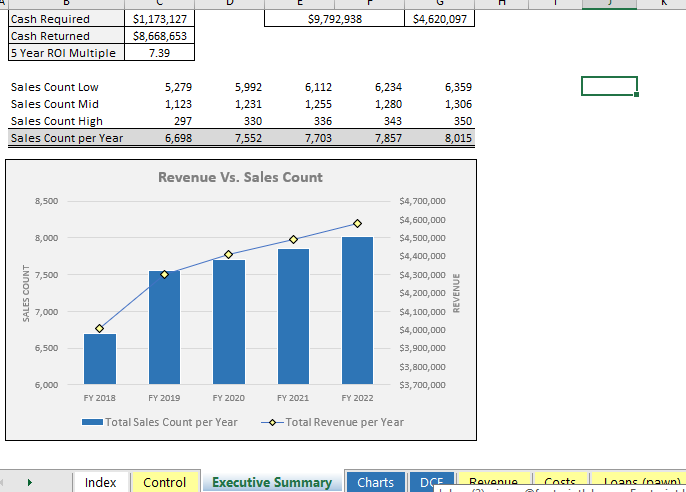 B C D E F G H I J K
Cash Required $1,173,127 $9,792,938 $4,620,097
Cash Returned $8,668,653
5 Year ROI Multiple 7.39
Sales Count Low 5,279 5,992 6,112 6,234 6,359
Sales Count Mid 1,123 1,231 1,255 1,280 1,306
Sales Count High 297 330 336 343 350
Sales Count per Year 6,698 7,552 7,703 7,857 8,015
Revenue Vs. Sales Count
8,500
8,000
7,500
7,000
6,500
6,000
SALES COUNT
$4,700,000
$4,600,000
$4,500,000
$4,400,000
$4,300,000
$4,200,000
$4,100,000
$4,000,000
$3,900,000
$3,800,000
$3,700,000
REVENUE
FY 2018 FY 2019 FY 2020 FY 2021 FY 2022
Total Sales Count per Year Total Revenue per Year
Index Control Executive Summary Charts DCF Revenue Costs Loans (pawn)